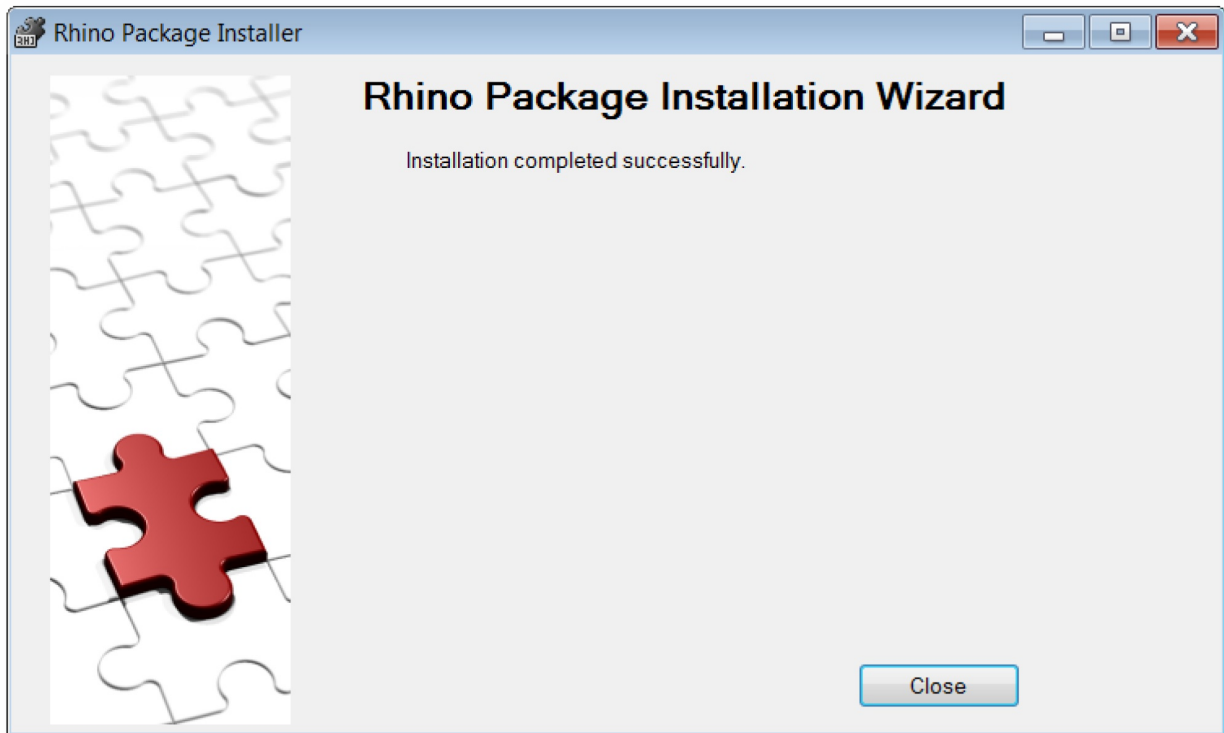 Rhino Package Installer
Rhino Package Installation Wizard
Installation completed successfully.
Close